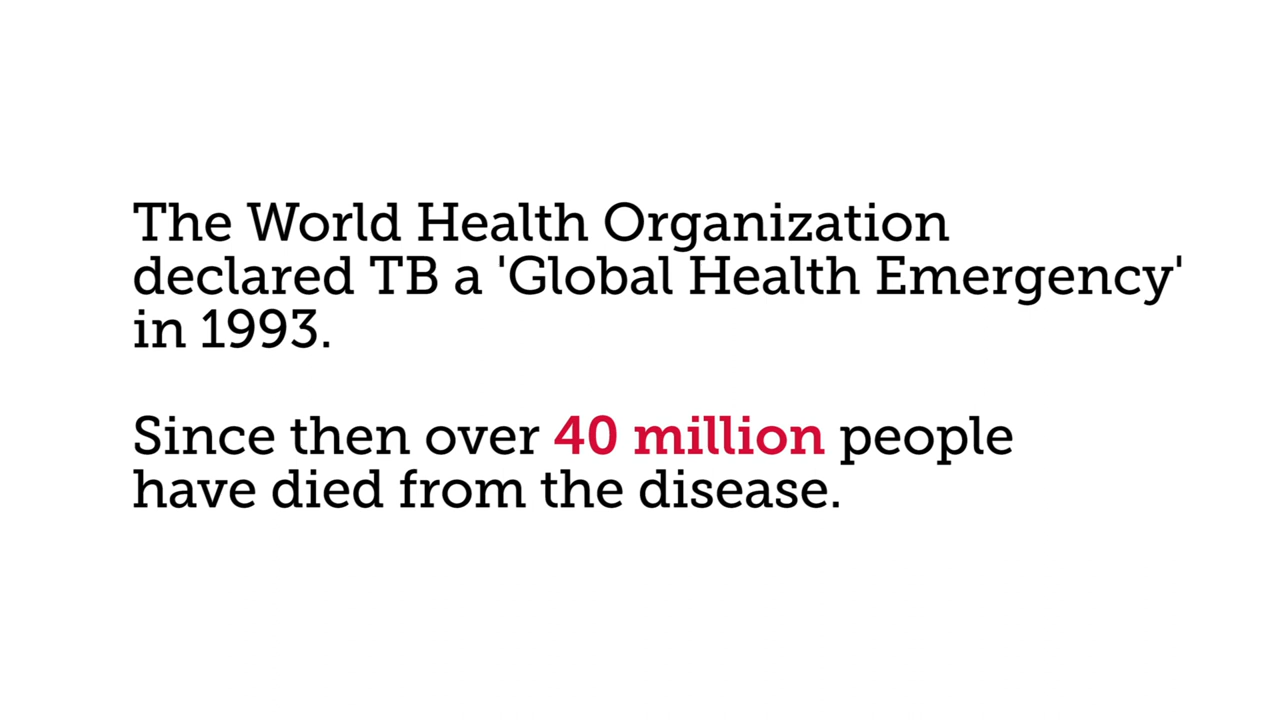 The World Health Organization
declared TB a 'Global Health Emergency'
in 1993.
Since then over 40 million people
have died from the disease.